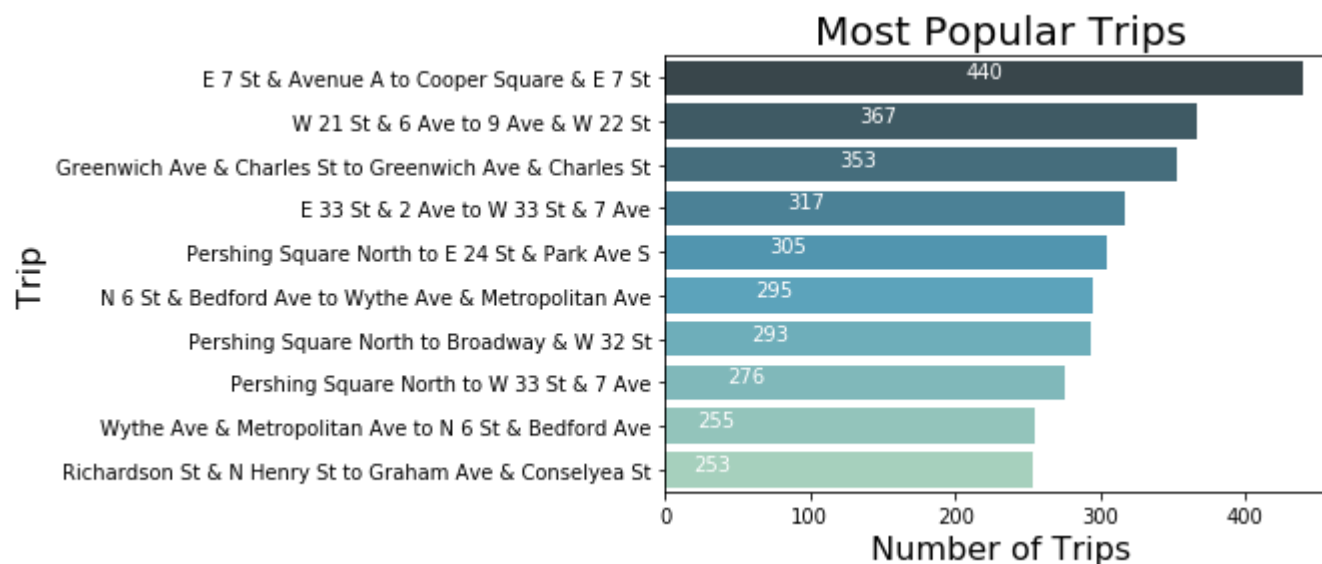 Most Popular Trips
Trip
E 7 St & Avenue A to Cooper Square & E 7 St 440
W 21 St & 6 Ave to 9 Ave & W 22 St 367
Greenwich Ave & Charles St to Greenwich Ave & Charles St 353
E 33 St & 2 Ave to W 33 St & 7 Ave 317
Pershing Square North to E 24 St & Park Ave S 305
N 6 St & Bedford Ave to Wythe Ave & Metropolitan Ave 295
Pershing Square North to Broadway & W 32 St 293
Pershing Square North to W 33 St & 7 Ave 276
Wythe Ave & Metropolitan Ave to N 6 St & Bedford Ave 255
Richardson St & N Henry St to Graham Ave & Conselyea St 253
0 100 200 300 400
Number of Trips